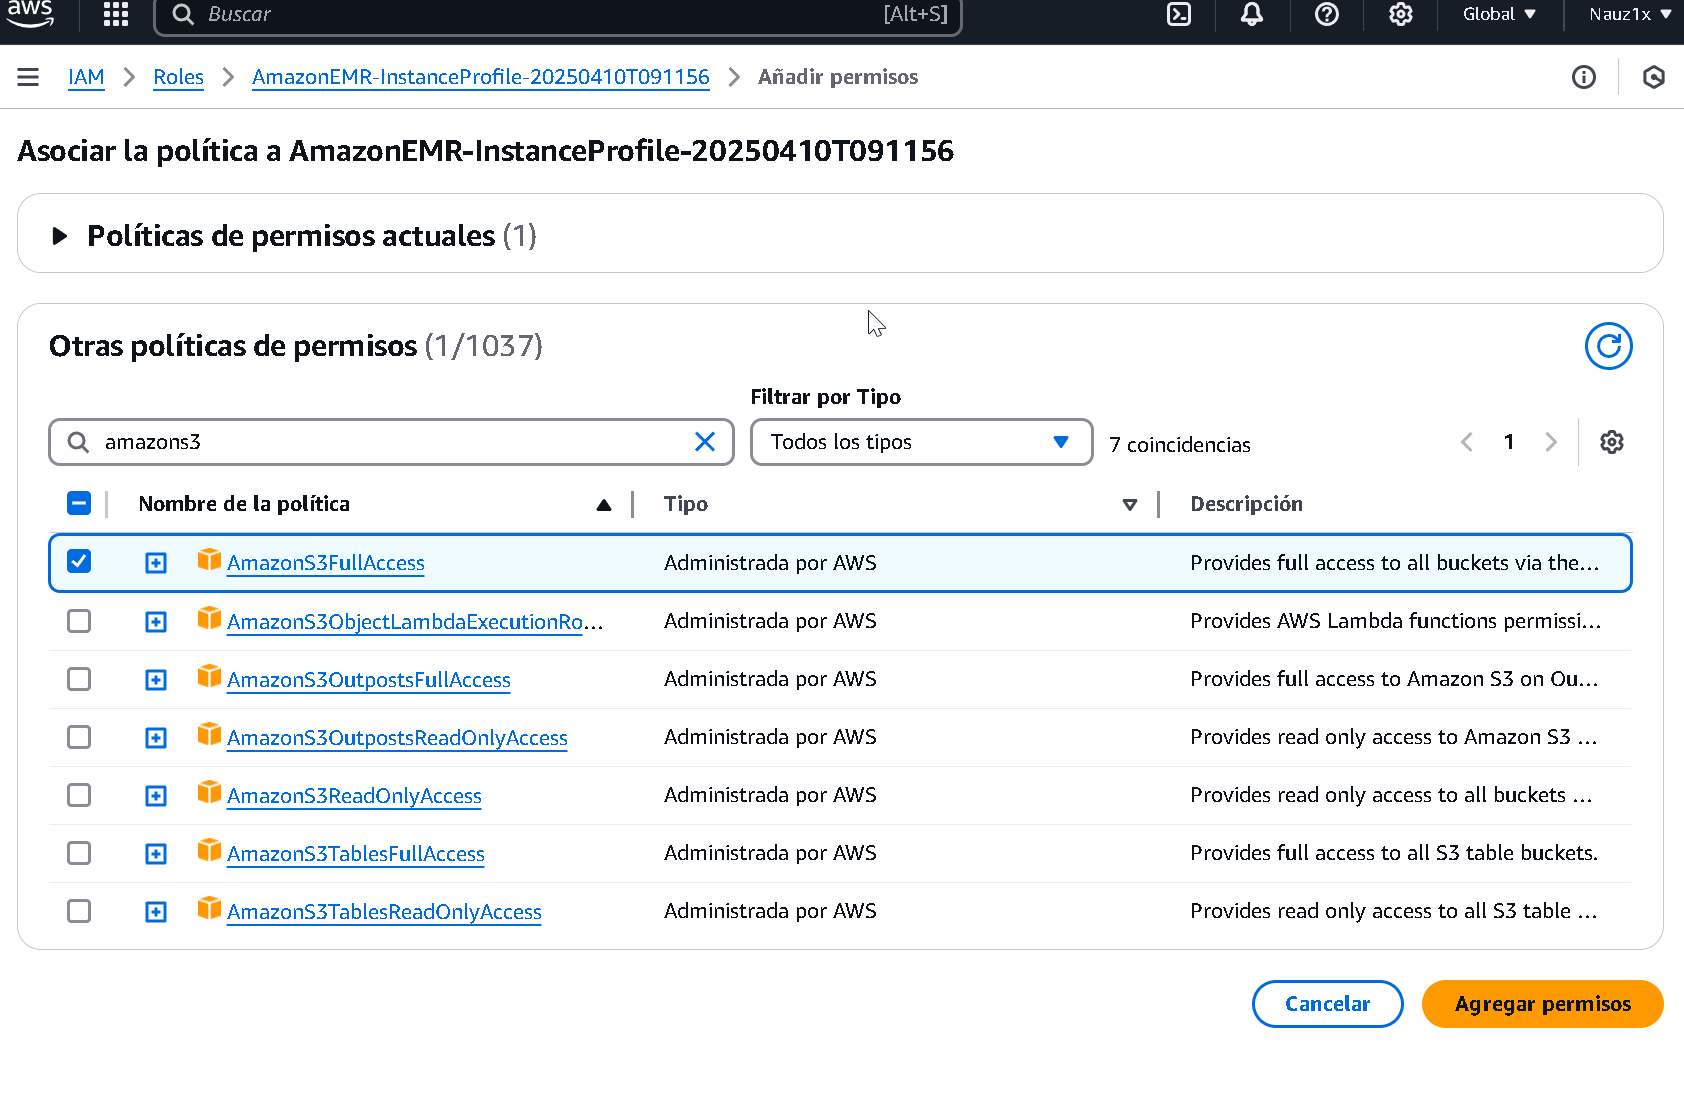 aws
Buscar
[Alt+S]
Global
Nauz1x
IAM
Roles
AmazonEMR-InstanceProfile-20250410T091156
Añadir permisos
Asociar la política a AmazonEMR-InstanceProfile-20250410T091156
Políticas de permisos actuales (1)
Otras políticas de permisos (1/1037)
Filtrar por Tipo
amazons3
Todos los tipos
7 coincidencias
1
Nombre de la política
Tipo
Descripción
AmazonS3FullAccess Administrada por AWS Provides full access to all buckets via the...
AmazonS3ObjectLambdaExecutionRo... Administrada por AWS Provides AWS Lambda functions permissi...
AmazonS3OutpostsFullAccess Administrada por AWS Provides full access to Amazon S3 on Ou...
AmazonS3OutpostsReadOnlyAccess Administrada por AWS Provides read only access to Amazon S3 ...
AmazonS3ReadOnlyAccess Administrada por AWS Provides read only access to all buckets ...
AmazonS3TablesFullAccess Administrada por AWS Provides full access to all S3 table buckets.
AmazonS3TablesReadOnlyAccess Administrada por AWS Provides read only access to all S3 table ...
Cancelar
Agregar permisos